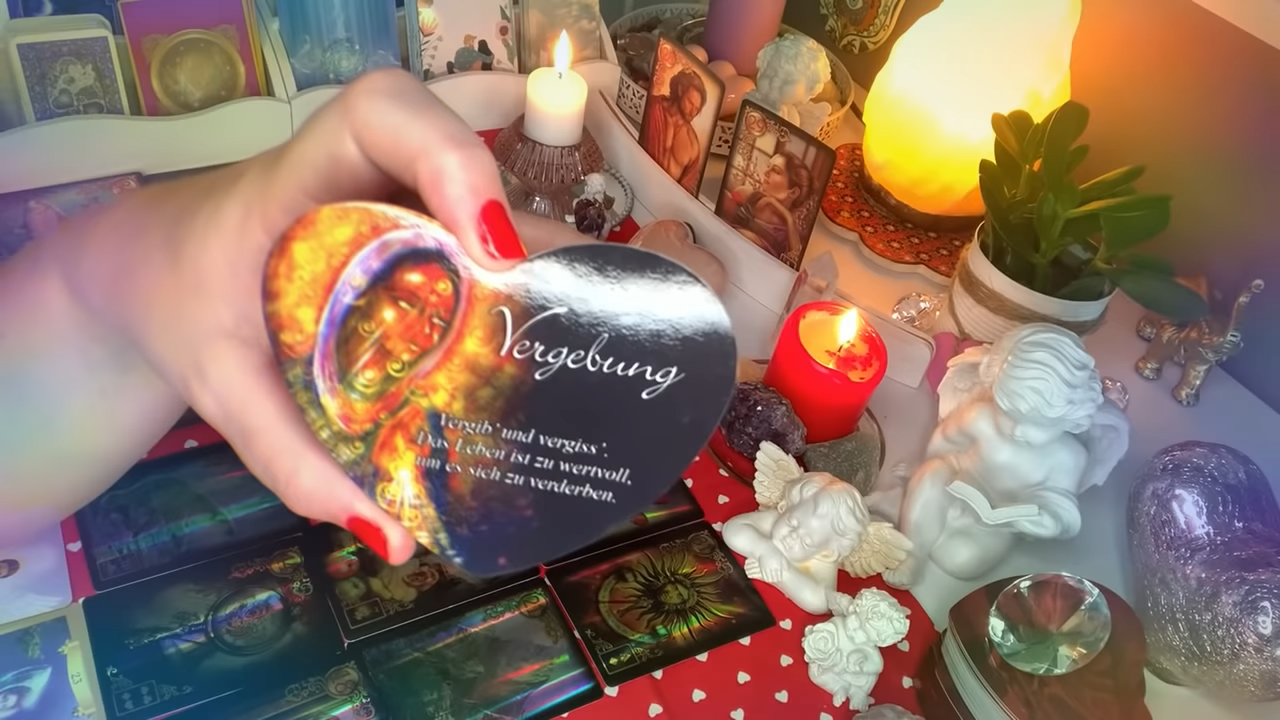 Vergebung
Vergib' und vergiss'.
Das Leben ist zu wertvoll,
um es sich zu verderben.